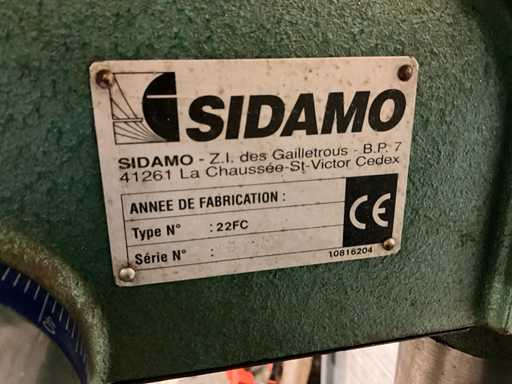 SIDAMO
SIDAMO - Z.I. des Gailletrous - B.P. 7
41261 La Chaussée-St-Victor Cedex
ANNEE DE FABRICATION :
Type N° : 22FC
Série N° :
CE
10816204